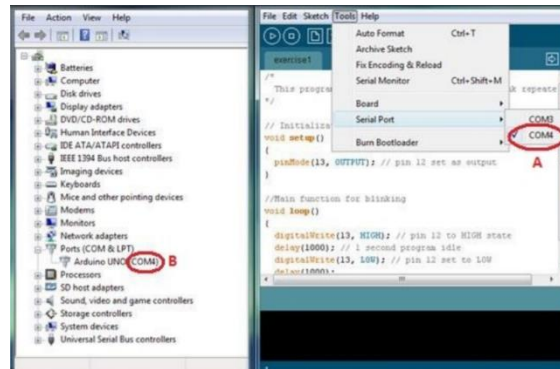 File Action View Help
Batteries
Computer
Disk drives
Display adapters
DVD/CD-ROM drives
Human Interface Devices
IDE ATA/ATAPI controllers
IEEE 1394 Bus host controllers
Imaging devices
Keyboards
Mice and other pointing devices
Modems
Monitors
Network adapters
Ports (COM & LPT)
Arduino UNO (COM4) B
Processors
SD host adapters
Sound, video and game controllers
Storage controllers
System devices
Universal Serial Bus controllers
File Edit Sketch Tools Help
Auto Format Ctrl+T
Archive Sketch
Fix Encoding & Reload
Serial Monitor Ctrl+Shift+M
Board
Serial Port
Burn Bootloader
COM3
COM4
A
exercise1
/*
This progra
k repeate
*/
// Initializa
void setup()
{
pinMode(13, OUTPUT); // pin 12 set as output
}
//Main function for blinking
void loop()
{
digitalWrite(13, HIGH); // pin 12 to HIGH state
delay(1000); // 1 second program idle
digitalWrite(13, LOW); // pin 12 set to LOW
delay(1000);